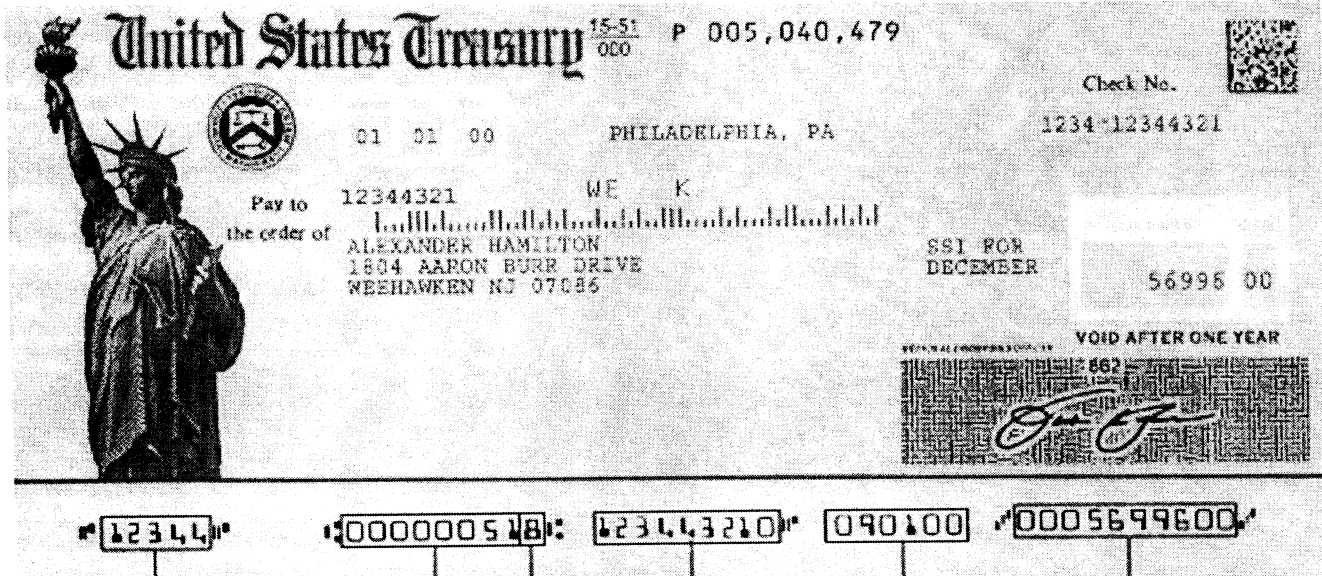 United States Treasury 15-51 000 P 005,040,479
Check No.
01 01 00 PHILADELPHIA, PA 1234 12344321
Pay to the order of
12344321 WE K
ALEXANDER HAMILTON
1804 AARON BURR DRIVE
WEEHAWKEN NJ 07086
SSI FOR
DECEMBER
56996 00
VOID AFTER ONE YEAR
862
12344 000000518 123443210 090100 0005699600